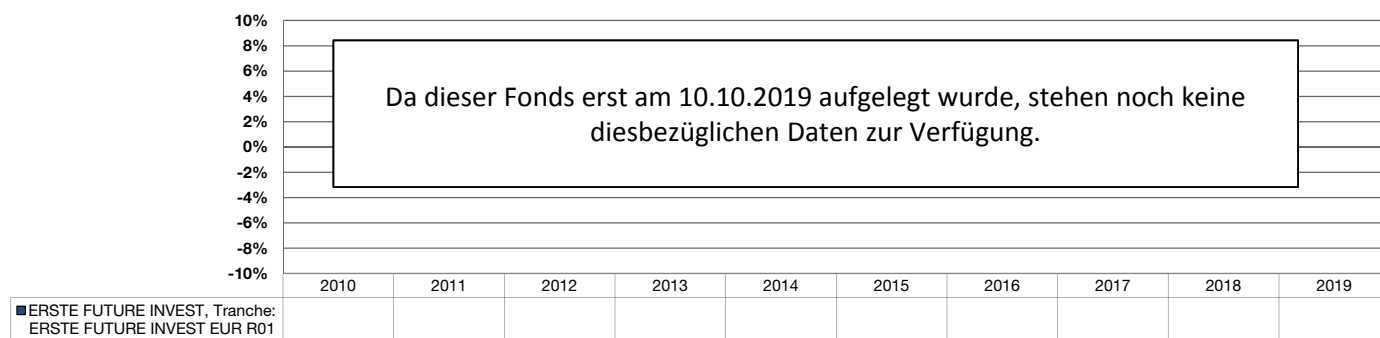 10%
8%
6%
4%
2%
0%
-2%
-4%
-6%
-8%
-10%
Da dieser Fonds erst am 10.10.2019 aufgelegt wurde, stehen noch keine
diesbezüglichen Daten zur Verfügung.
2010 2011 2012 2013 2014 2015 2016 2017 2018 2019
ERSTE FUTURE INVEST, Tranche:
ERSTE FUTURE INVEST EUR R01